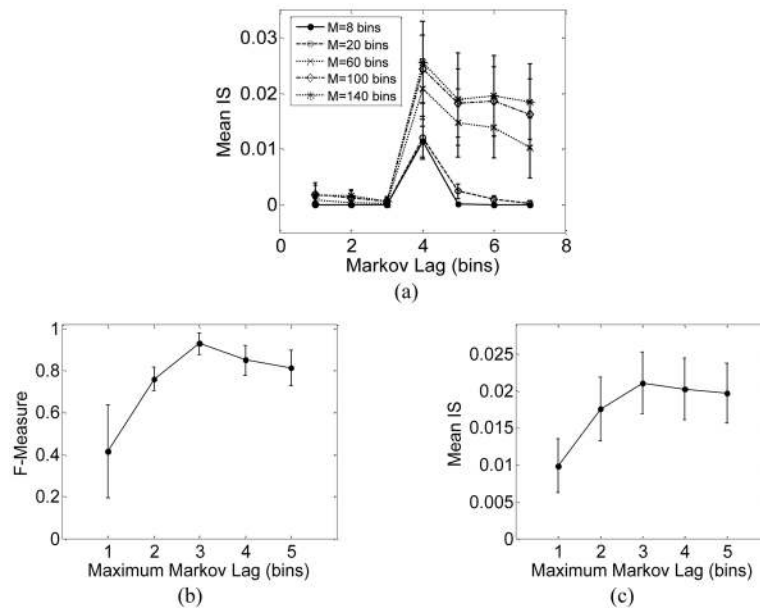 M=8 bins
M=20 bins
M=60 bins
M=100 bins
M=140 bins
0.03
0.02
0.01
0
Mean IS
0 2 4 6 8
Markov Lag (bins)
(a)
1
0.8
0.6
0.4
0.2
0
F-Measure
1 2 3 4 5
Maximum Markov Lag (bins)
(b)
0.025
0.02
0.015
0.01
0.005
0
Mean IS
1 2 3 4 5
Maximum Markov Lag (bins)
(c)